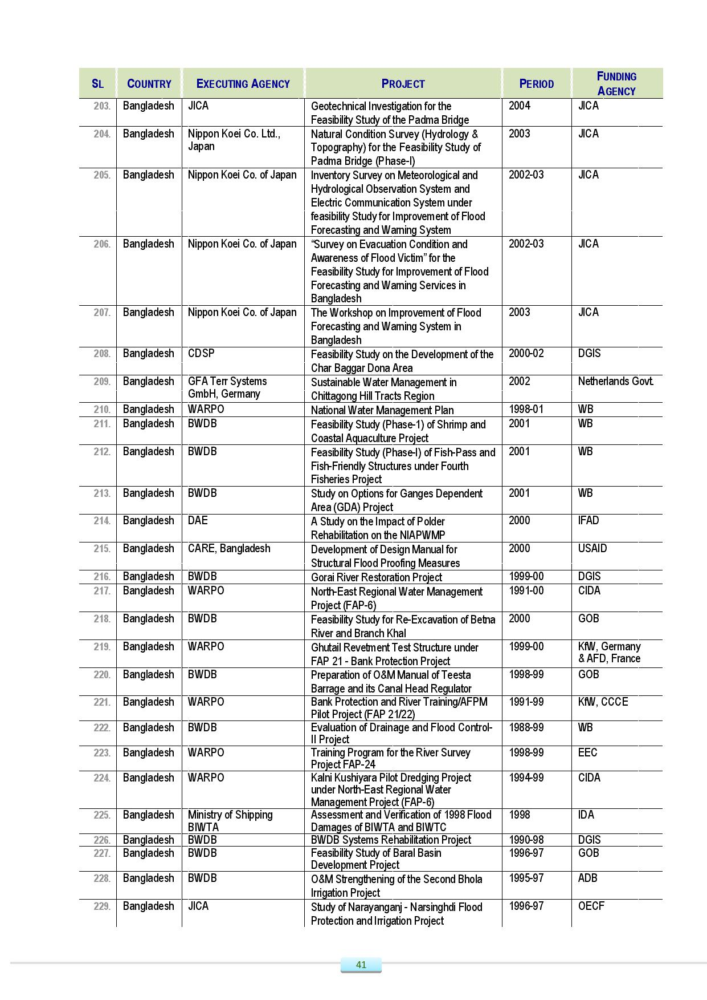 SL COUNTRY EXECUTING AGENCY PROJECT PERIOD FUNDING
AGENCY
203. Bangladesh JICA Geotechnical Investigation for the 2004 JICA
Feasibility Study of the Padma Bridge
204. Bangladesh Nippon Koei Co. Ltd., Natural Condition Survey (Hydrology & 2003 JICA
Japan Topography) for the Feasibility Study of
Padma Bridge (Phase-I)
205. Bangladesh Nippon Koei Co. of Japan Inventory Survey on Meteorological and 2002-03 JICA
Hydrological Observation System and
Electric Communication System under
feasibility Study for Improvement of Flood
Forecasting and Warning System
206. Bangladesh Nippon Koei Co. of Japan “Survey on Evacuation Condition and 2002-03 JICA
Awareness of Flood Victim” for the
Feasibility Study for Improvement of Flood
Forecasting and Warning Services in
Bangladesh
207. Bangladesh Nippon Koei Co. of Japan The Workshop on Improvement of Flood 2003 JICA
Forecasting and Warning System in
Bangladesh
208. Bangladesh CDSP Feasibility Study on the Development of the 2000-02 DGIS
Char Baggar Dona Area
209. Bangladesh GFA Terr Systems Sustainable Water Management in 2002 Netherlands Govt.
GmbH, Germany Chittagong Hill Tracts Region
210. Bangladesh WARPO National Water Management Plan 1998-01 WB
211. Bangladesh BWDB Feasibility Study (Phase-1) of Shrimp and 2001 WB
Coastal Aquaculture Project
212. Bangladesh BWDB Feasibility Study (Phase-I) of Fish-Pass and 2001 WB
Fish-Friendly Structures under Fourth
Fisheries Project
213. Bangladesh BWDB Study on Options for Ganges Dependent 2001 WB
Area (GDA) Project
214. Bangladesh DAE A Study on the Impact of Polder 2000 IFAD
Rehabilitation on the NIAPWMP
215. Bangladesh CARE, Bangladesh Development of Design Manual for 2000 USAID
Structural Flood Proofing Measures
216. Bangladesh BWDB Gorai River Restoration Project 1999-00 DGIS
217. Bangladesh WARPO North-East Regional Water Management 1991-00 CIDA
Project (FAP-6)
218. Bangladesh BWDB Feasibility Study for Re-Excavation of Betna 2000 GOB
River and Branch Khal
219. Bangladesh WARPO Ghutail Revetment Test Structure under 1999-00 KfW, Germany
FAP 21 - Bank Protection Project & AFD, France
220. Bangladesh BWDB Preparation of O&M Manual of Teesta 1998-99 GOB
Barrage and its Canal Head Regulator
221. Bangladesh WARPO Bank Protection and River Training/AFPM 1991-99 KfW, CCCE
Pilot Project (FAP 21/22)
222. Bangladesh BWDB Evaluation of Drainage and Flood Control- 1988-99 WB
II Project
223. Bangladesh WARPO Training Program for the River Survey 1998-99 EEC
Project FAP-24
224. Bangladesh WARPO Kalni Kushiyara Pilot Dredging Project 1994-99 CIDA
under North-East Regional Water
Management Project (FAP-6)
225. Bangladesh Ministry of Shipping Assessment and Verification of 1998 Flood 1998 IDA
BIWTA Damages of BIWTA and BIWTC
226. Bangladesh BWDB BWDB Systems Rehabilitation Project 1990-98 DGIS
227. Bangladesh BWDB Feasibility Study of Baral Basin 1996-97 GOB
Development Project
228. Bangladesh BWDB O&M Strengthening of the Second Bhola 1995-97 ADB
Irrigation Project
229. Bangladesh JICA Study of Narayanganj - Narsinghdi Flood 1996-97 OECF
Protection and Irrigation Project
41